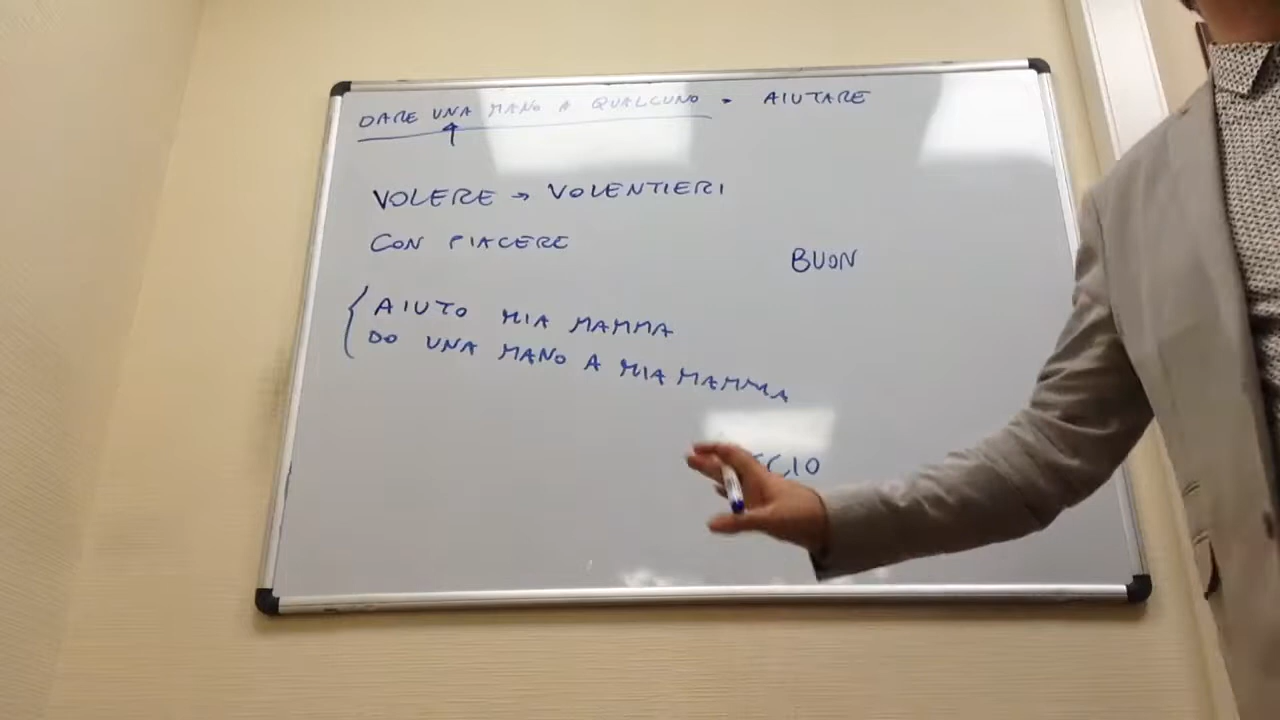 DARE UNA MANO A QUALCUNO = AIUTARE
VOLERE → VOLENTIERI
CON PIACERE
BUON
AIUTO MIA MAMMA
DO UNA MANO A MIA MAMMA